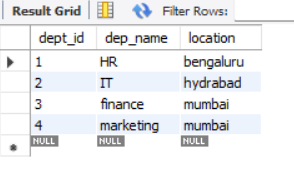 Result Grid Filter Rows:
dept_id dep_name location
1 HR bengaluru
2 IT hydrabad
3 finance mumbai
4 marketing mumbai
NULL NULL NULL